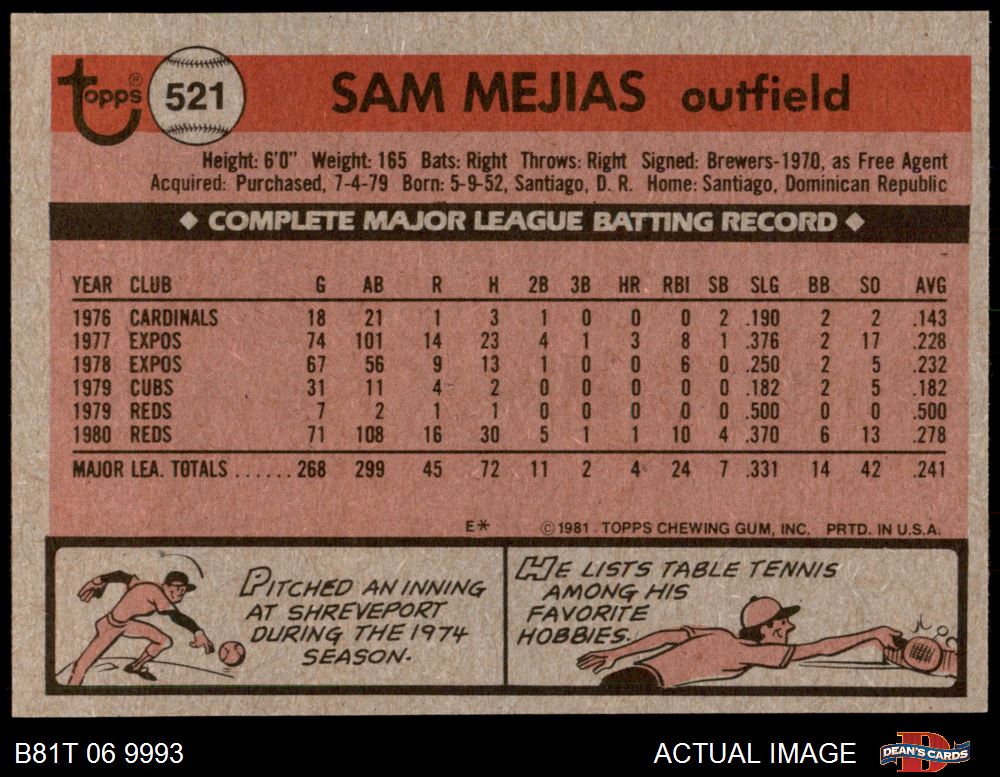 Topps ®
521
SAM MEJIAS outfield
Height: 6'0" Weight: 165 Bats: Right Throws: Right Signed: Brewers-1970, as Free Agent
Acquired: Purchased, 7-4-79 Born: 5-9-52, Santiago, D. R. Home: Santiago, Dominican Republic
◆ COMPLETE MAJOR LEAGUE BATTING RECORD ◆
YEAR CLUB G AB R H 2B 3B HR RBI SB SLG BB SO AVG
1976 CARDINALS 18 21 1 3 1 0 0 0 2 .190 2 2 .143
1977 EXPOS 74 101 14 23 4 1 3 8 1 .376 2 17 .228
1978 EXPOS 67 56 9 13 1 0 0 6 0 .250 2 5 .232
1979 CUBS 31 11 4 2 0 0 0 0 0 .182 2 5 .182
1979 REDS 7 2 1 1 0 0 0 0 0 .500 0 0 .500
1980 REDS 71 108 16 30 5 1 1 10 4 .370 6 13 .278
MAJOR LEA. TOTALS ...... 268 299 45 72 11 2 4 24 7 .331 14 42 .241
E* © 1981 TOPPS CHEWING GUM, INC. PRTD. IN U.S.A.
PITCHED AN INNING
AT SHREVEPORT
DURING THE 1974
SEASON.
HE LISTS TABLE TENNIS
AMONG HIS
FAVORITE
HOBBIES.
B81T 06 9993
ACTUAL IMAGE
DEAN'S CARDS